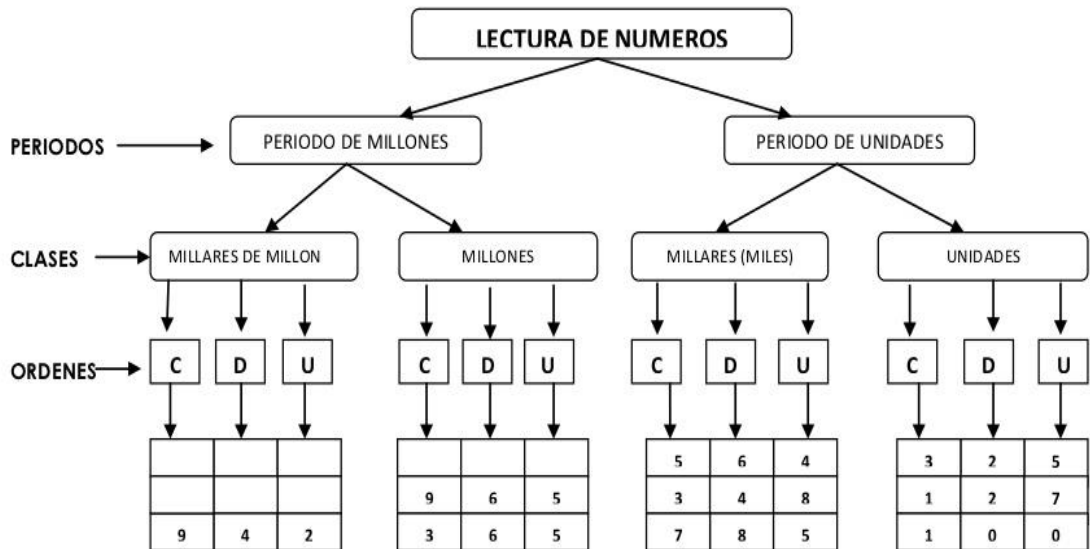 LECTURA DE NUMEROS
PERIODOS
PERIODO DE MILLONES
PERIODO DE UNIDADES
CLASES
MILLARES DE MILLON
MILLONES
MILLARES (MILES)
UNIDADES
ORDENES
C D U C D U C D U C D U
5 6 4 3 2 5
9 6 5 3 4 8 1 2 7
9 4 2 3 6 5 7 8 5 1 0 0